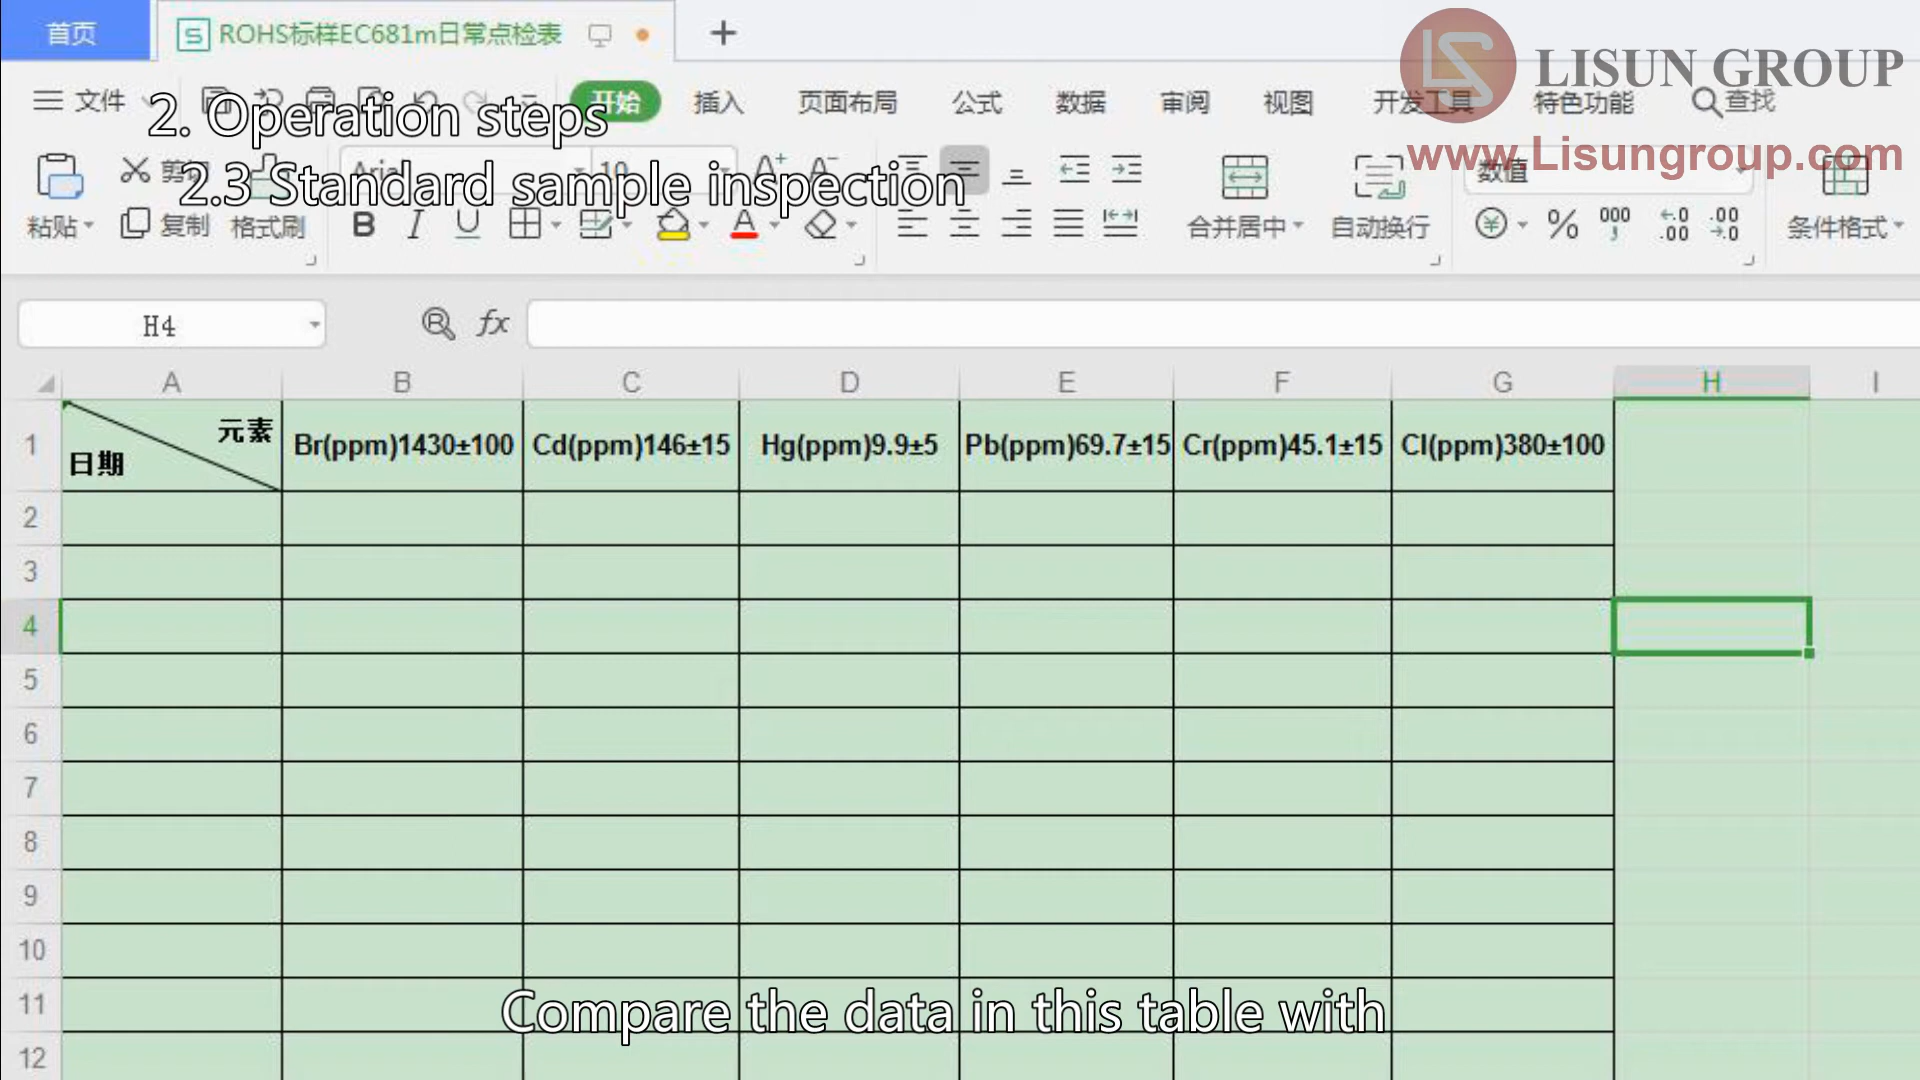 首页
ROHS标样EC681m日常点检表
LISUN GROUP
www.Lisungroup.com
文件
开始
插入
页面布局
公式
数据
审阅
视图
开发工具
特色功能
查找
2. Operation steps
2.3 Standard sample inspection
剪切
10
数值
粘贴
复制
格式刷
B I U A
合并居中
自动换行
条件格式
H4
fx
A B C D E F G H I
1 元素 日期 Br(ppm)1430±100 Cd(ppm)146±15 Hg(ppm)9.9±5 Pb(ppm)69.7±15 Cr(ppm)45.1±15 Cl(ppm)380±100
2
3
4
5
6
7
8
9
10
11
12
Compare the data in this table with